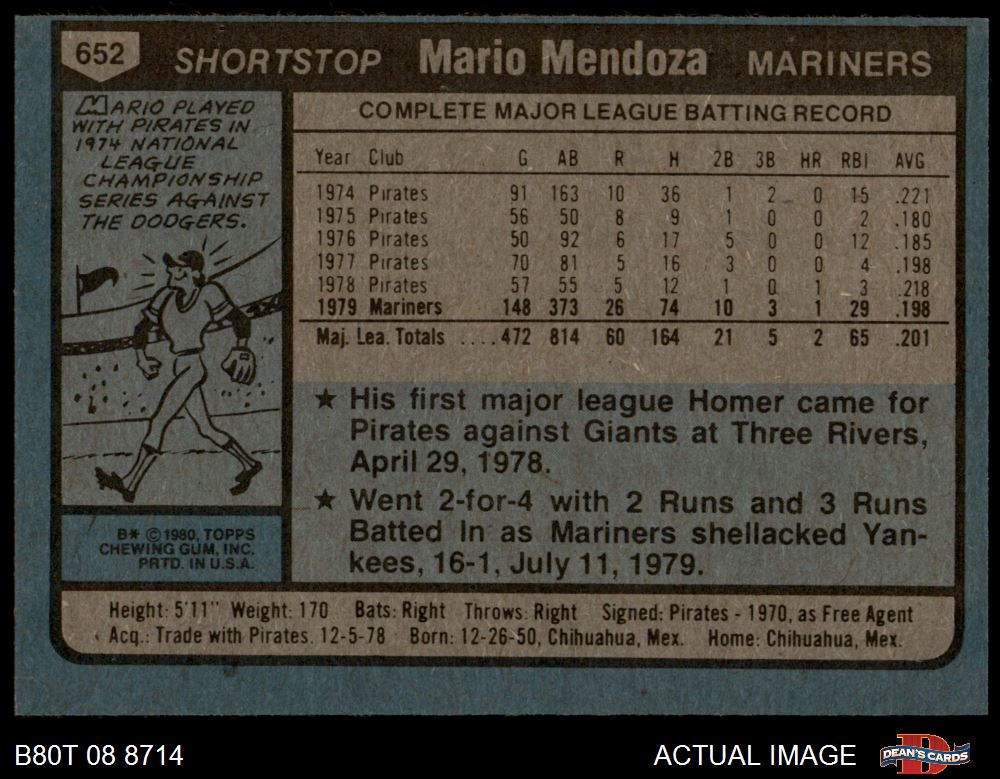 652 SHORTSTOP Mario Mendoza MARINERS
MARIO PLAYED
WITH PIRATES IN
1974 NATIONAL
LEAGUE
CHAMPIONSHIP
SERIES AGAINST
THE DODGERS.
B* © 1980, TOPPS
CHEWING GUM, INC.
PRTD. IN U.S.A.
COMPLETE MAJOR LEAGUE BATTING RECORD
Year Club G AB R H 2B 3B HR RBI AVG
1974 Pirates 91 163 10 36 1 2 0 15 .221
1975 Pirates 56 50 8 9 1 0 0 2 .180
1976 Pirates 50 92 6 17 5 0 0 12 .185
1977 Pirates 70 81 5 16 3 0 0 4 .198
1978 Pirates 57 55 5 12 1 0 1 3 .218
1979 Mariners 148 373 26 74 10 3 1 29 .198
Maj. Lea. Totals ....472 814 60 164 21 5 2 65 .201
★ His first major league Homer came for
Pirates against Giants at Three Rivers,
April 29, 1978.
★ Went 2-for-4 with 2 Runs and 3 Runs
Batted In as Mariners shellacked Yan-
kees, 16-1, July 11, 1979.
Height: 5'11" Weight: 170 Bats: Right Throws: Right Signed: Pirates - 1970, as Free Agent
Acq.: Trade with Pirates, 12-5-78 Born: 12-26-50, Chihuahua, Mex. Home: Chihuahua, Mex.
B80T 08 8714 ACTUAL IMAGE DEAN'S CARDS